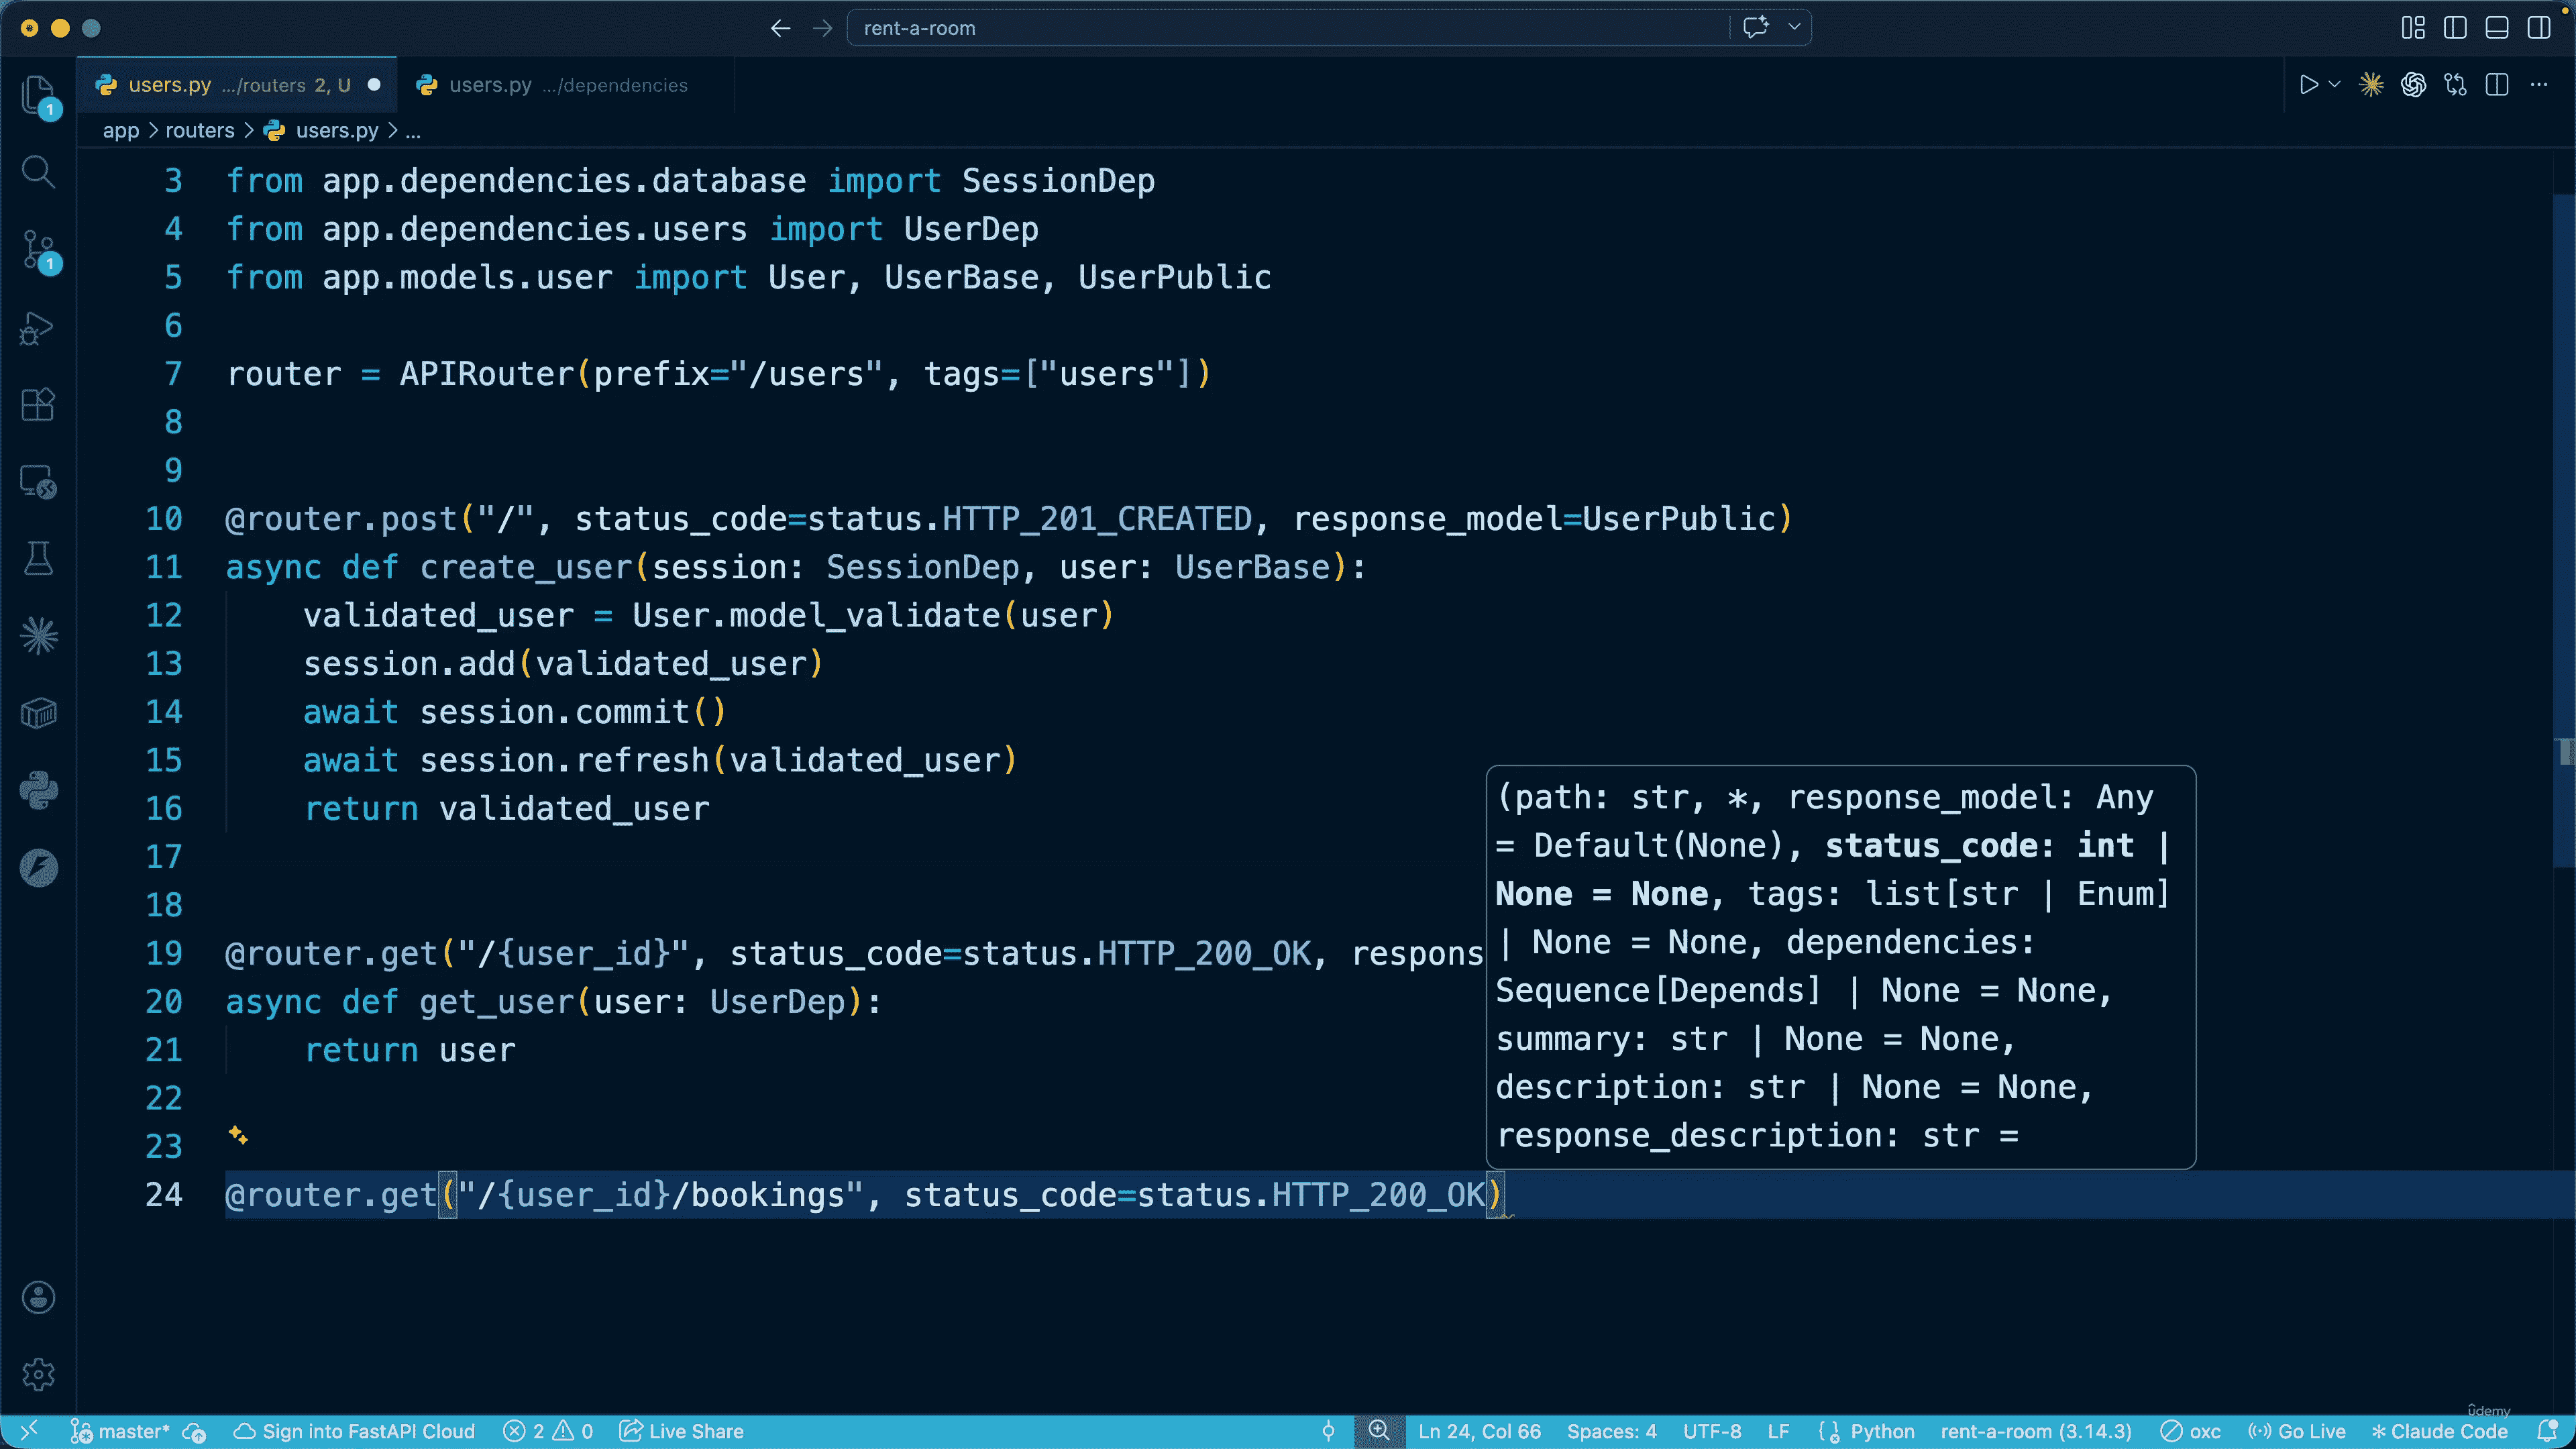 rent-a-room
users.py .../routers 2, U
users.py .../dependencies
app > routers > users.py > ...
1
1
3 from app.dependencies.database import SessionDep
4 from app.dependencies.users import UserDep
5 from app.models.user import User, UserBase, UserPublic
6
7 router = APIRouter(prefix="/users", tags=["users"])
8
9
10 @router.post("/", status_code=status.HTTP_201_CREATED, response_model=UserPublic)
11 async def create_user(session: SessionDep, user: UserBase):
12 validated_user = User.model_validate(user)
13 session.add(validated_user)
14 await session.commit()
15 await session.refresh(validated_user)
16 return validated_user
17
18
19 @router.get("/{user_id}", status_code=status.HTTP_200_OK, respons
20 async def get_user(user: UserDep):
21 return user
22
23
24 @router.get("/{user_id}/bookings", status_code=status.HTTP_200_OK)
(path: str, *, response_model: Any
= Default(None), status_code: int |
None = None, tags: list[str | Enum]
| None = None, dependencies:
Sequence[Depends] | None = None,
summary: str | None = None,
description: str | None = None,
response_description: str =
udemy
master* Sign into FastAPI Cloud 2 0 Live Share Ln 24, Col 66 Spaces: 4 UTF-8 LF Python rent-a-room (3.14.3) oxc Go Live Claude Code